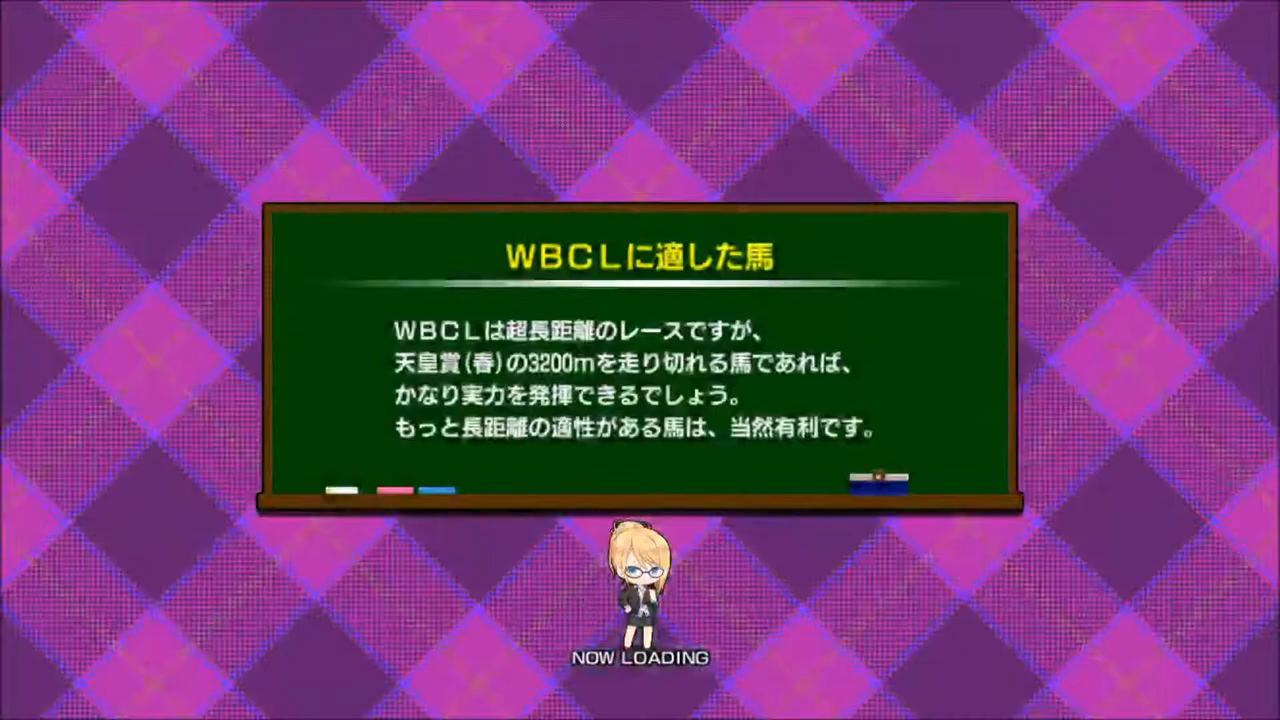 ＷＢＣＬに適した馬
ＷＢＣＬは超長距離のレースですが、
天皇賞(春)の3200mを走り切れる馬であれば、
かなり実力を発揮できるでしょう。
もっと長距離の適性がある馬は、当然有利です。
NOW LOADING